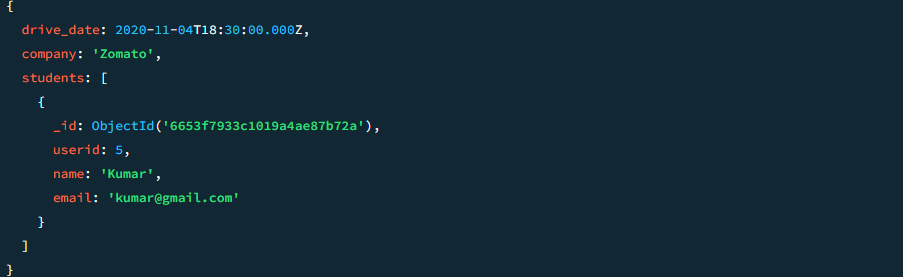 {
  drive_date: 2020-11-04T18:30:00.000Z,
  company: 'Zomato',
  students: [
    {
      _id: ObjectId('6653f7933c1019a4ae87b72a'),
      userid: 5,
      name: 'Kumar',
      email: 'kumar@gmail.com'
    }
  ]
}